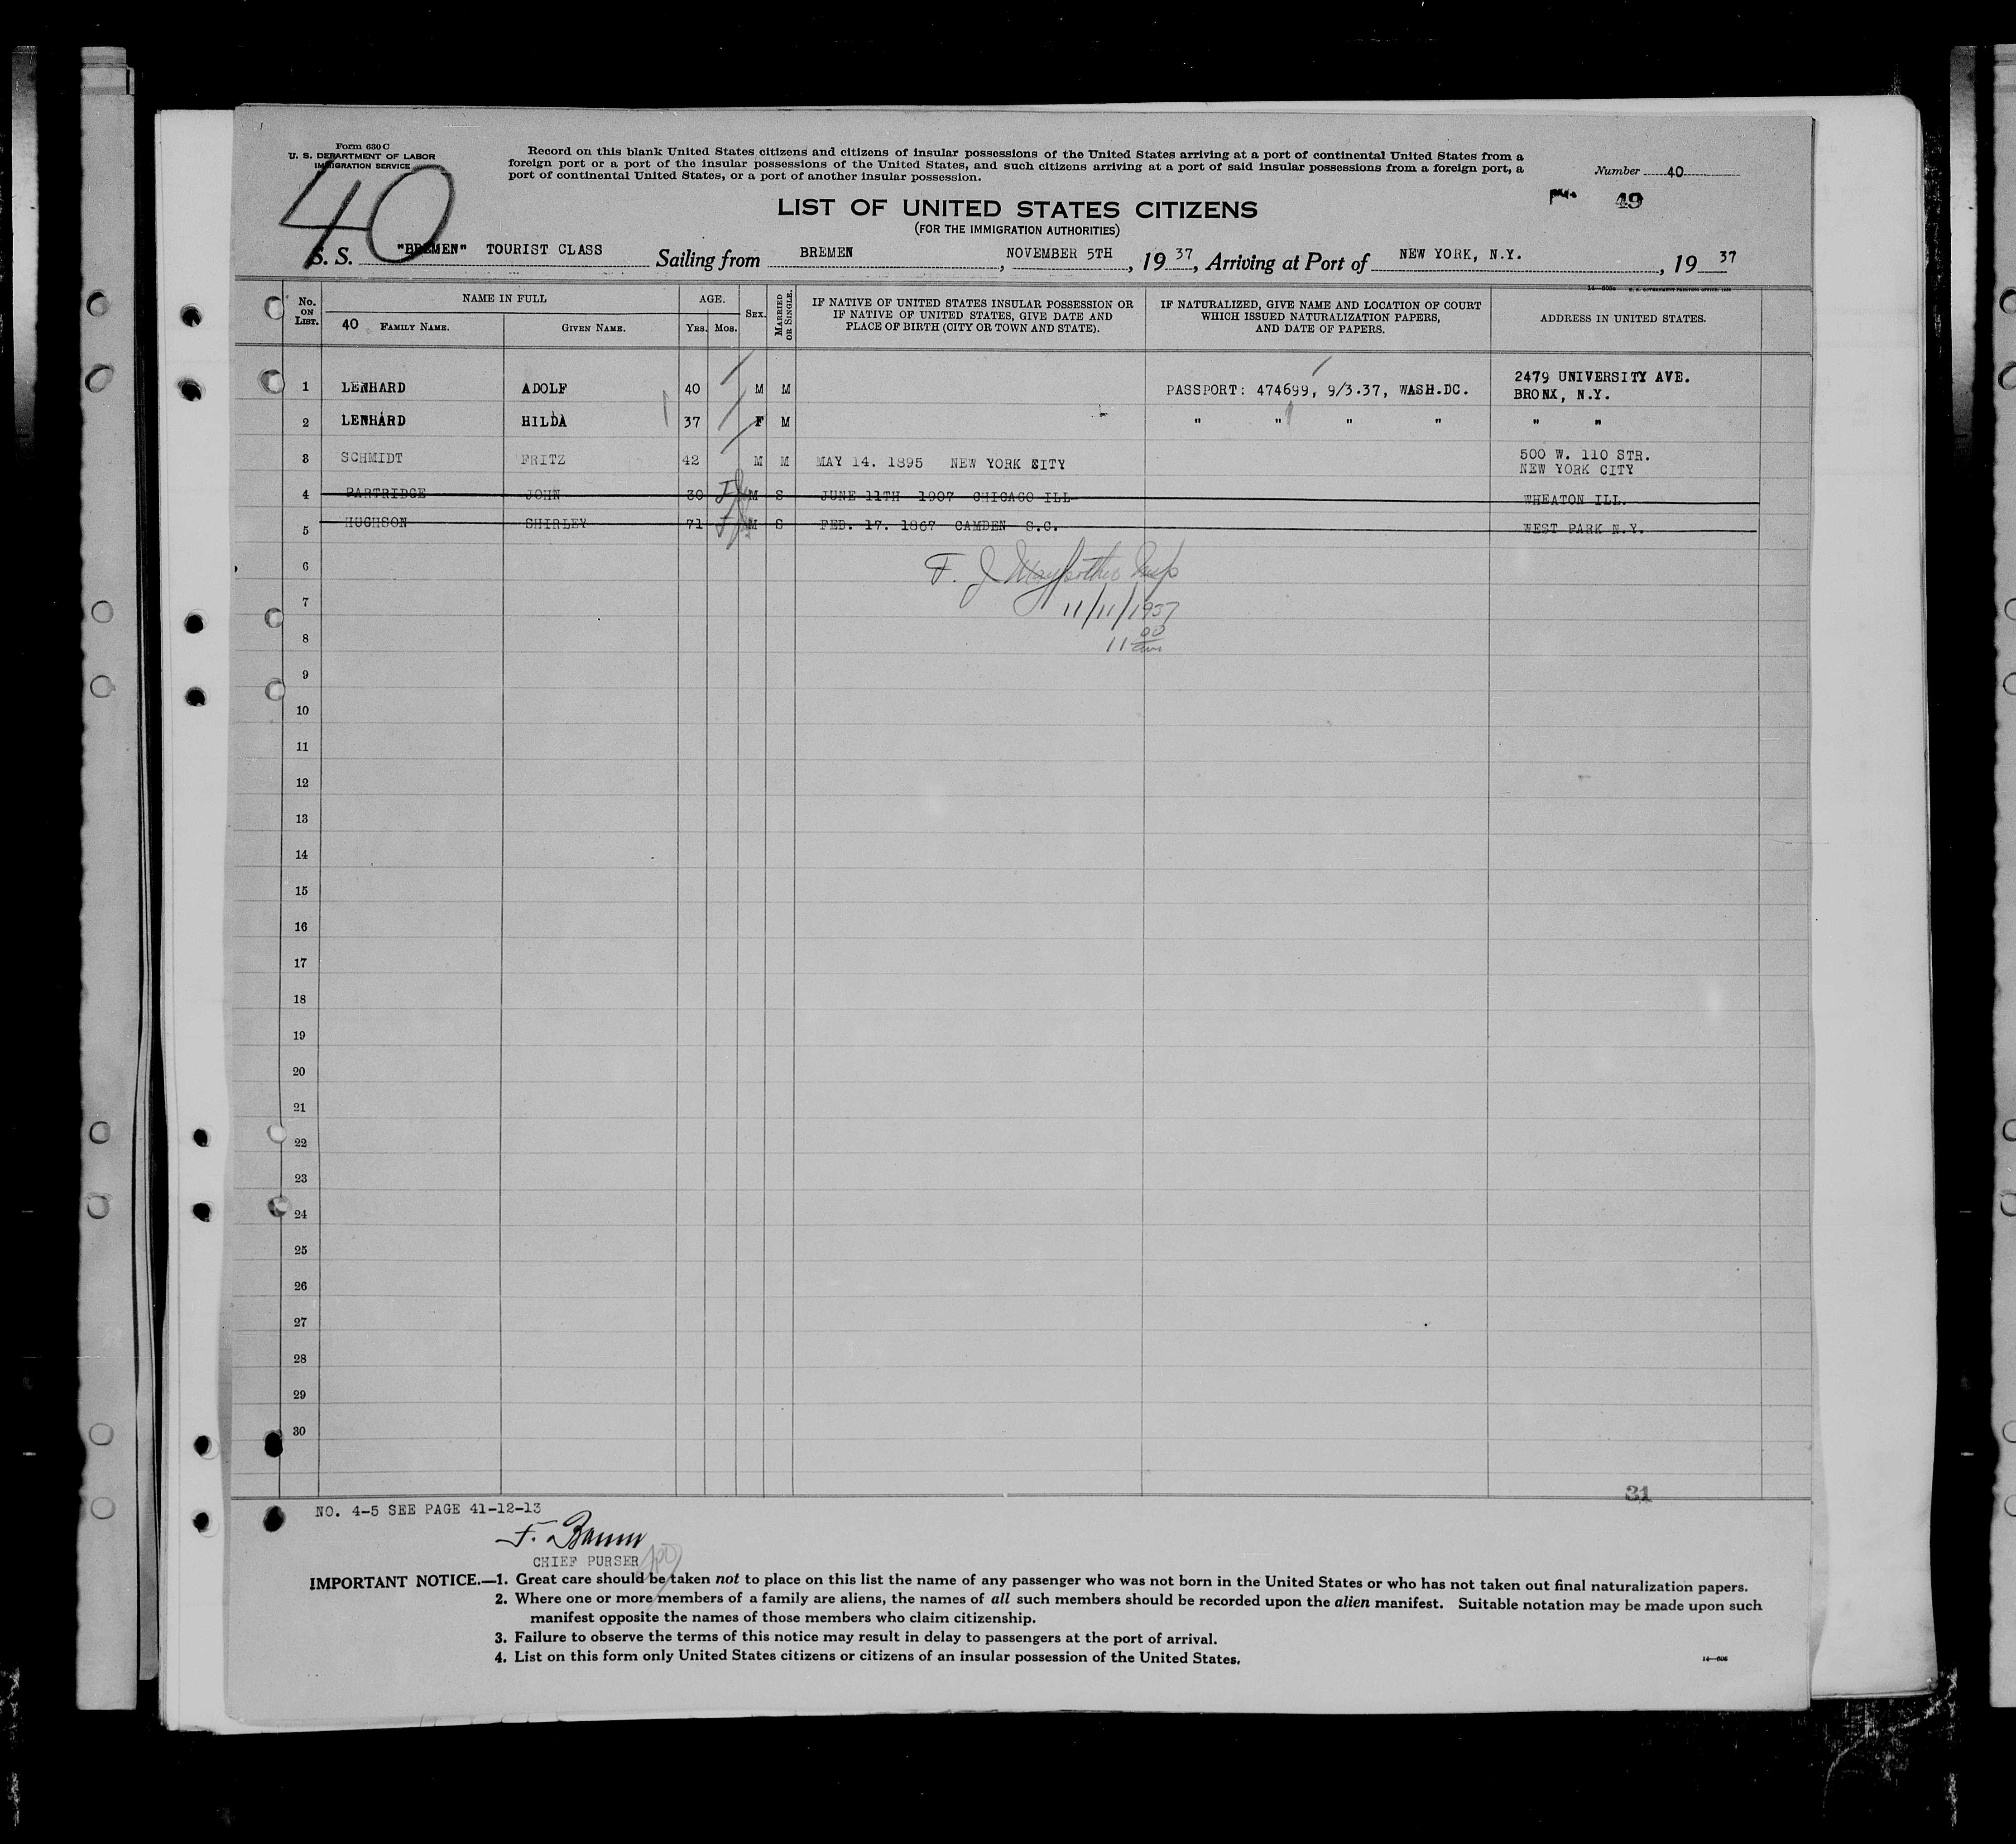 Form 630 C
U. S. DEPARTMENT OF LABOR
IMMIGRATION SERVICE
40
Record on this blank United States citizens and citizens of insular possessions of the United States arriving at a port of continental United States from a
foreign port or a port of the insular possessions of the United States, and such citizens arriving at a port of said insular possessions from a foreign port, a
port of continental United States, or a port of another insular possession.
Number 40
49
LIST OF UNITED STATES CITIZENS
(FOR THE IMMIGRATION AUTHORITIES)
S. S. "BREMEN" TOURIST CLASS Sailing from BREMEN, NOVEMBER 5TH, 19 37, Arriving at Port of NEW YORK, N.Y., 19 37
No. ON LIST.
NAME IN FULL
40 FAMILY NAME. GIVEN NAME.
AGE.
YRS. MOS.
SEX.
MARRIED OR SINGLE.
IF NATIVE OF UNITED STATES INSULAR POSSESSION OR
IF NATIVE OF UNITED STATES, GIVE DATE AND
PLACE OF BIRTH (CITY OR TOWN AND STATE).
IF NATURALIZED, GIVE NAME AND LOCATION OF COURT
WHICH ISSUED NATURALIZATION PAPERS,
AND DATE OF PAPERS.
ADDRESS IN UNITED STATES.
1 LENHARD ADOLF 40 M M PASSPORT: 474699, 9/3.37, WASH.DC. 2479 UNIVERSITY AVE.
BRONX, N.Y.
2 LENHARD HILDA 37 F M " " " " " "
3 SCHMIDT FRITZ 42 M M MAY 14. 1895 NEW YORK SITY 500 W. 110 STR.
NEW YORK CITY
4 PARTRIDGE JOHN 30 M S JUNE 11TH 1907 CHICAGO ILL WHEATON ILL.
5 HUGHSON SHIRLEY 71 M S FEB. 17. 1867 CAMDEN S.C. WEST PARK N.Y.
6
7 11/11/1937
8 11 00
9
10
11
12
13
14
15
16
17
18
19
20
21
22
23
24
25
26
27
28
29
30
31
NO. 4-5 SEE PAGE 41-12-13
CHIEF PURSER
IMPORTANT NOTICE.—1. Great care should be taken not to place on this list the name of any passenger who was not born in the United States or who has not taken out final naturalization papers.
2. Where one or more members of a family are aliens, the names of all such members should be recorded upon the alien manifest. Suitable notation may be made upon such
manifest opposite the names of those members who claim citizenship.
3. Failure to observe the terms of this notice may result in delay to passengers at the port of arrival.
4. List on this form only United States citizens or citizens of an insular possession of the United States.